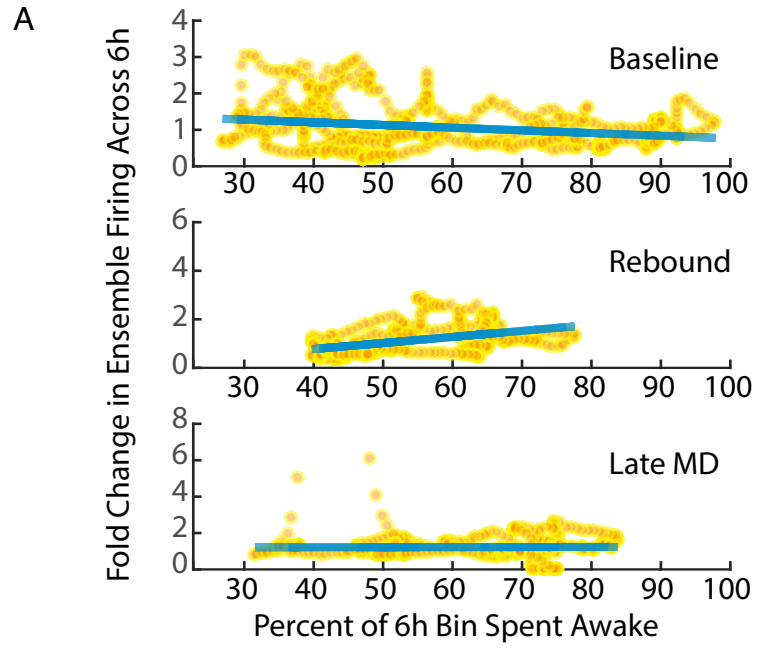 A
Fold Change in Ensemble Firing Across 6h
4
3
2
1
0
Baseline
30 40 50 60 70 80 90 100
6
4
2
0
Rebound
30 40 50 60 70 80 90 100
8
6
4
2
0
Late MD
30 40 50 60 70 80 90 100
Percent of 6h Bin Spent Awake